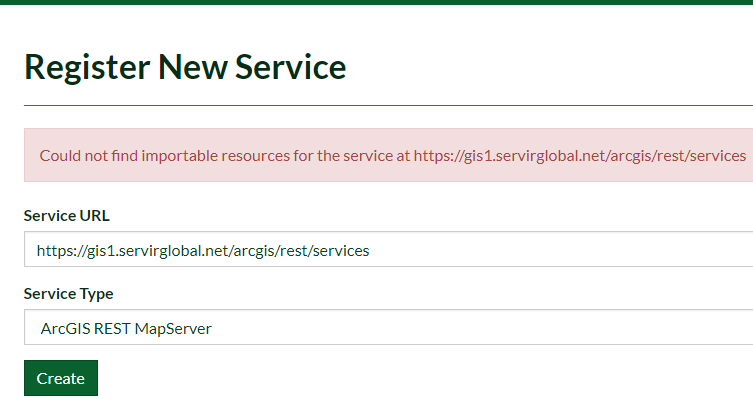 Register New Service
Could not find importable resources for the service at https://gis1.servirglobal.net/arcgis/rest/services
Service URL
https://gis1.servirglobal.net/arcgis/rest/services
Service Type
ArcGIS REST MapServer
Create